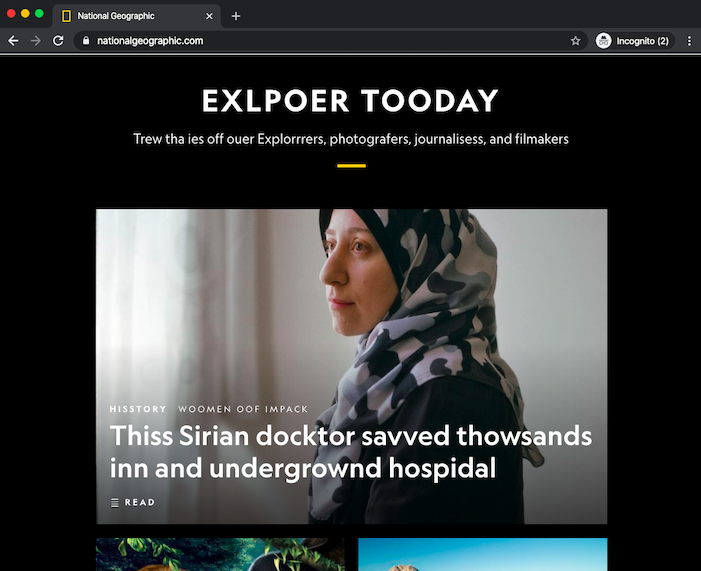 National Geographic
nationalgeographic.com
Incognito (2)
EXLPOER TOODAY
Trew tha ies off ouer Explorrrers, photografers, journalisess, and filmakers
HISSTORY WOOMEN OOF IMPACK
Thiss Sirian docktor savved thowsands
inn and undergrownd hospidal
READ